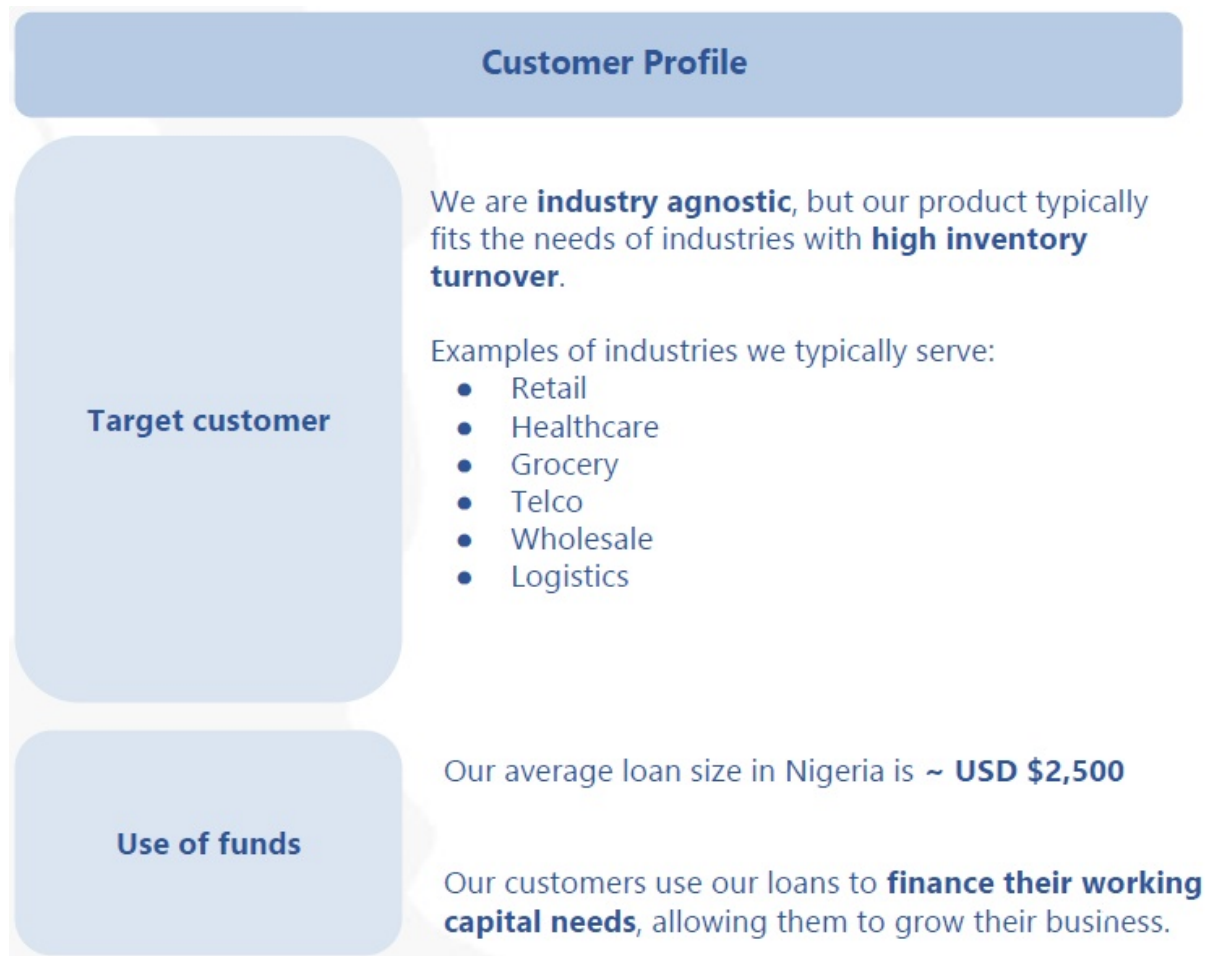 Customer Profile
Target customer
We are industry agnostic, but our product typically
fits the needs of industries with high inventory
turnover.
Examples of industries we typically serve:
● Retail
● Healthcare
● Grocery
● Telco
● Wholesale
● Logistics
Use of funds
Our average loan size in Nigeria is ~ USD $2,500
Our customers use our loans to finance their working
capital needs, allowing them to grow their business.